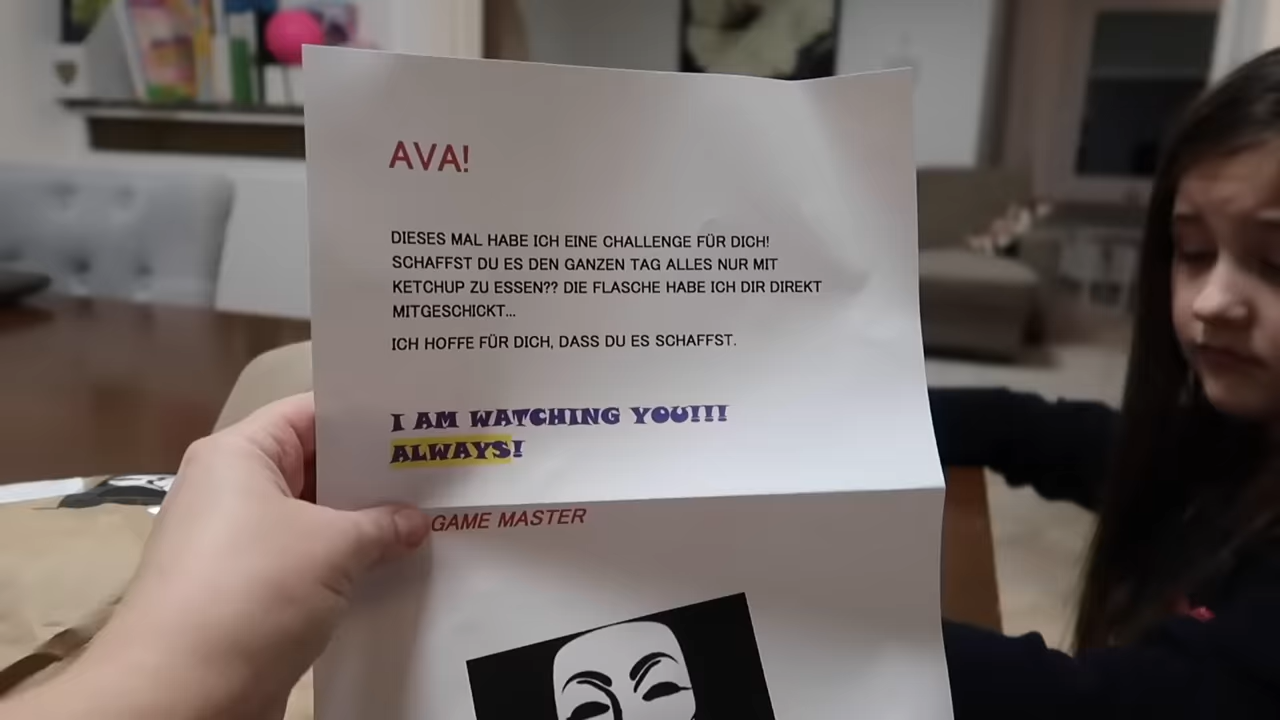 AVA!
DIESES MAL HABE ICH EINE CHALLENGE FÜR DICH!
SCHAFFST DU ES DEN GANZEN TAG ALLES NUR MIT
KETCHUP ZU ESSEN?? DIE FLASCHE HABE ICH DIR DIREKT
MITGESCHICKT...
ICH HOFFE FÜR DICH, DASS DU ES SCHAFFST.
I AM WATCHING YOU!!!
ALWAYS!
GAME MASTER